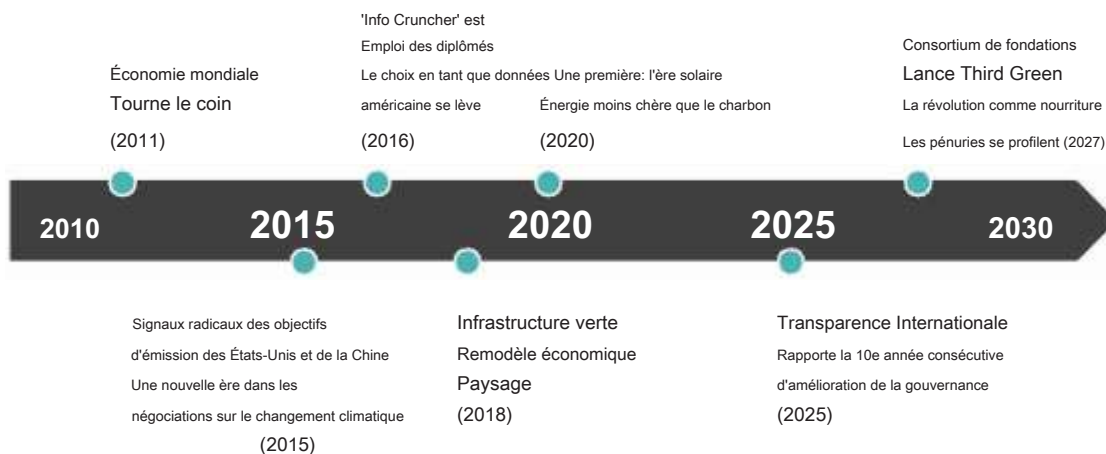 'Info Cruncher' est
Emploi des diplômés
Le choix en tant que données Une première: l'ère solaire
américaine se lève
Énergie moins chère que le charbon
(2016)
(2020)
Économie mondiale
Tourne le coin
(2011)
Consortium de fondations
Lance Third Green
La révolution comme nourriture
Les pénuries se profilent (2027)
2010
2015
2020
2025
2030
Signaux radicaux des objectifs
d'émission des États-Unis et de la Chine
Une nouvelle ère dans les
négociations sur le changement climatique
(2015)
Infrastructure verte
Remodèle économique
Paysage
(2018)
Transparence Internationale
Rapporte la 10e année consécutive
d'amélioration de la gouvernance
(2025)